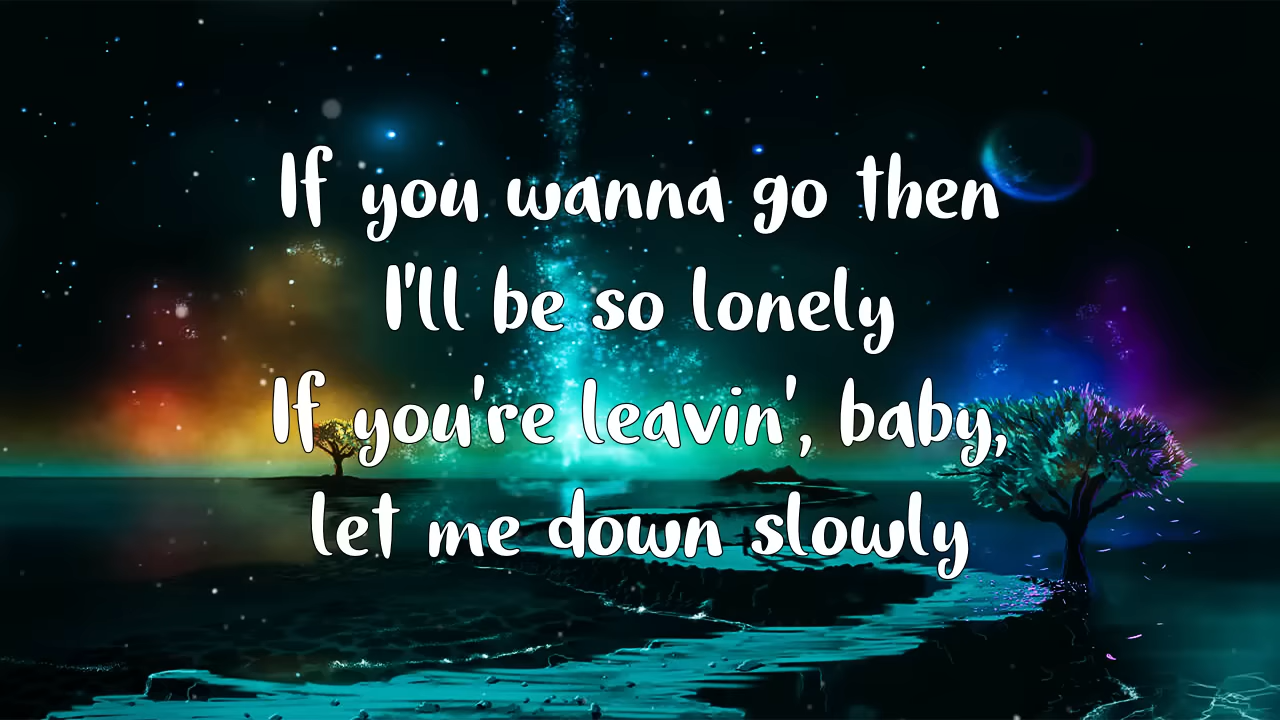 If you wanna go then
I'll be so lonely
If you're leavin', baby,
let me down slowly